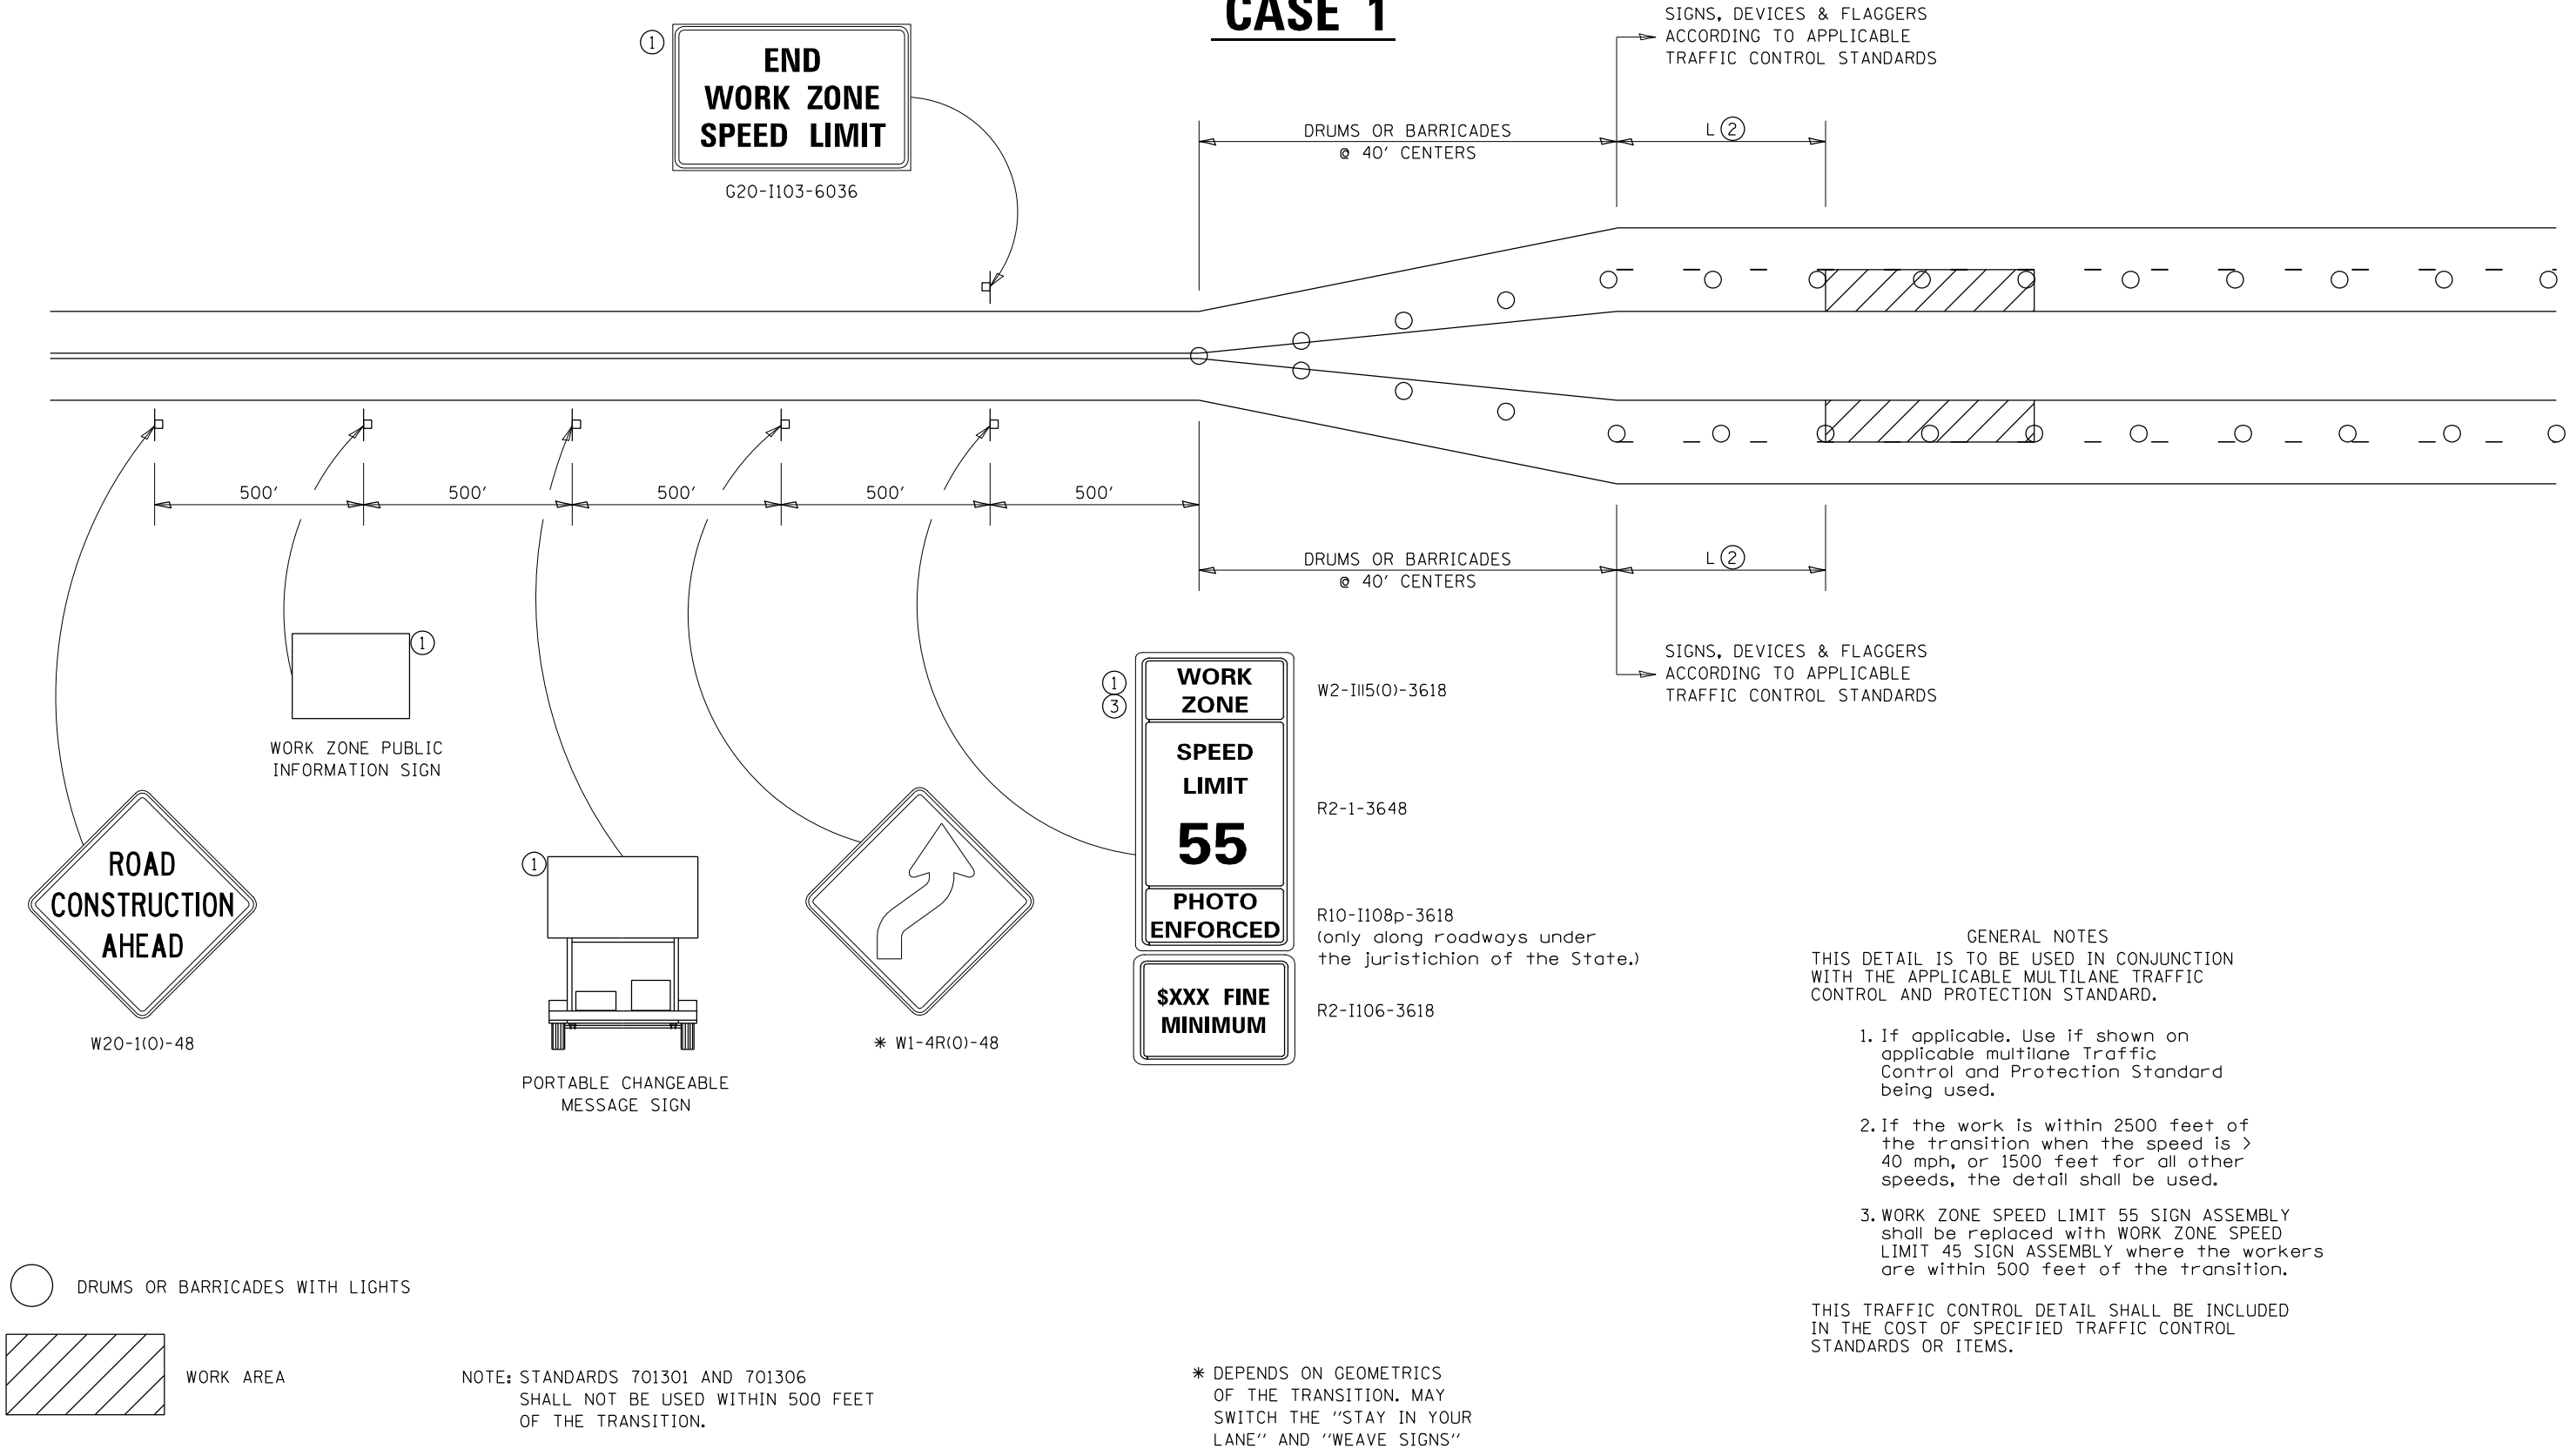 CASE 1
SIGNS, DEVICES & FLAGGERS
ACCORDING TO APPLICABLE
TRAFFIC CONTROL STANDARDS
1
END
WORK ZONE
SPEED LIMIT
G20-I103-6036
DRUMS OR BARRICADES
@ 40' CENTERS
L 2
500'
500'
500'
500'
500'
DRUMS OR BARRICADES
@ 40' CENTERS
L 2
SIGNS, DEVICES & FLAGGERS
ACCORDING TO APPLICABLE
TRAFFIC CONTROL STANDARDS
1
WORK ZONE PUBLIC
INFORMATION SIGN
ROAD
CONSTRUCTION
AHEAD
W20-1(O)-48
1
PORTABLE CHANGEABLE
MESSAGE SIGN
* W1-4R(O)-48
1
3
WORK
ZONE
W2-I115(O)-3618
SPEED
LIMIT
55
R2-1-3648
PHOTO
ENFORCED
R10-I108p-3618
(only along roadways under
the juristichion of the State.)
$XXX FINE
MINIMUM
R2-I106-3618
GENERAL NOTES
THIS DETAIL IS TO BE USED IN CONJUNCTION
WITH THE APPLICABLE MULTILANE TRAFFIC
CONTROL AND PROTECTION STANDARD.
1. If applicable. Use if shown on
applicable multilane Traffic
Control and Protection Standard
being used.
2. If the work is within 2500 feet of
the transition when the speed is >
40 mph, or 1500 feet for all other
speeds, the detail shall be used.
3. WORK ZONE SPEED LIMIT 55 SIGN ASSEMBLY
shall be replaced with WORK ZONE SPEED
LIMIT 45 SIGN ASSEMBLY where the workers
are within 500 feet of the transition.
THIS TRAFFIC CONTROL DETAIL SHALL BE INCLUDED
IN THE COST OF SPECIFIED TRAFFIC CONTROL
STANDARDS OR ITEMS.
DRUMS OR BARRICADES WITH LIGHTS
WORK AREA
NOTE: STANDARDS 701301 AND 701306
SHALL NOT BE USED WITHIN 500 FEET
OF THE TRANSITION.
* DEPENDS ON GEOMETRICS
OF THE TRANSITION. MAY
SWITCH THE "STAY IN YOUR
LANE" AND "WEAVE SIGNS"